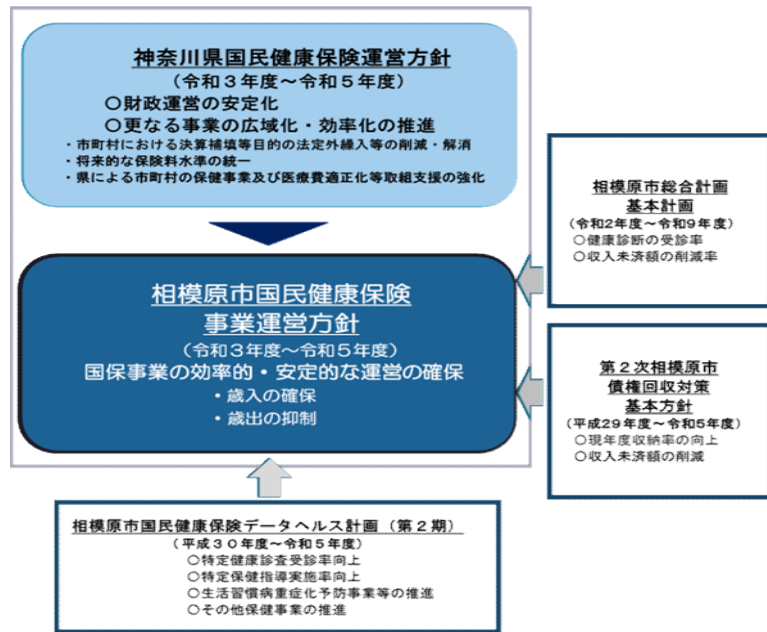 神奈川県国民健康保険運営方針
（令和３年度～令和５年度）
○財政運営の安定化
○更なる事業の広域化・効率化の推進
・市町村における決算補填等目的の法定外繰入等の削減・解消
・将来的な保険料水準の統一
・県による市町村の保健事業及び医療費適正化等取組支援の強化
相模原市国民健康保険
事業運営方針
（令和３年度～令和５年度）
国保事業の効率的・安定的な運営の確保
・歳入の確保
・歳出の抑制
相模原市総合計画
基本計画
（令和2年度～令和9年度）
○健康診断の受診率
○収入未済額の削減率
第２次相模原市
債権回収対策
基本方針
（平成29年度～令和5年度）
○現年度収納率の向上
○収入未済額の削減
相模原市国民健康保険データヘルス計画（第２期）
（平成３０年度～令和５年度）
○特定健康診査受診率向上
○特定保健指導実施率向上
○生活習慣病重症化予防事業等の推進
○その他保健事業の推進